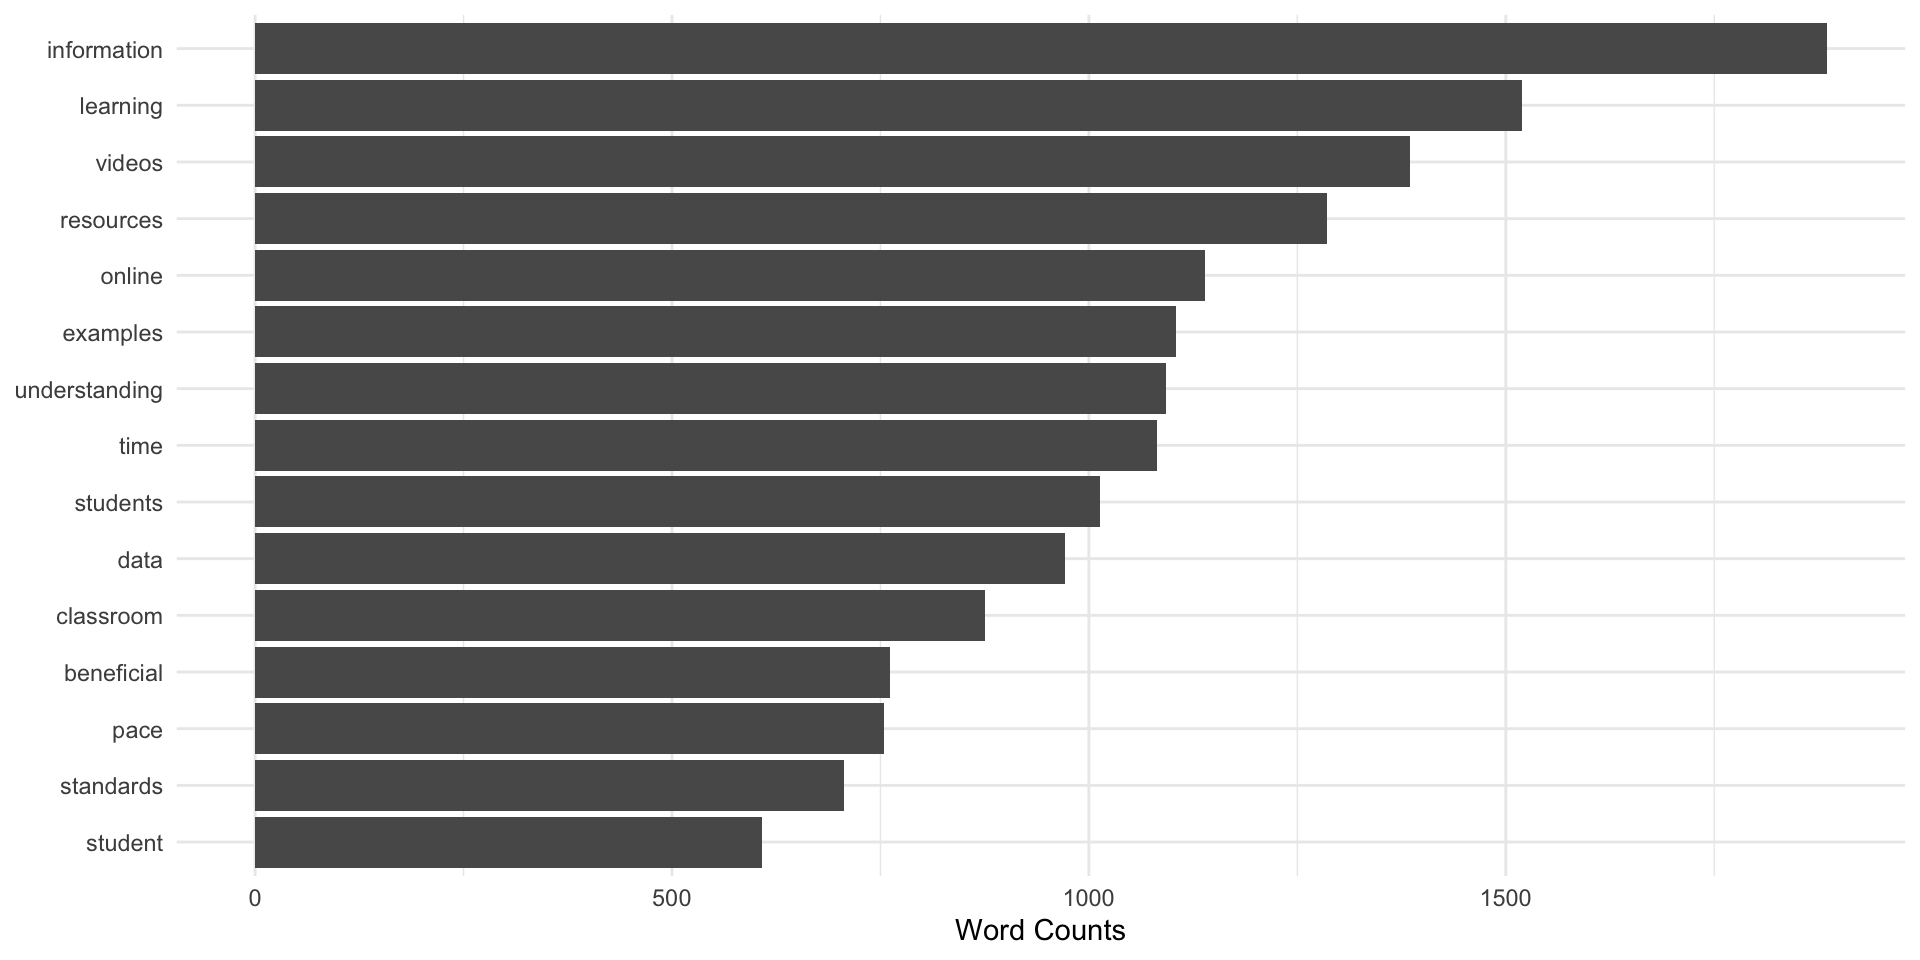 information
learning
videos
resources
online
examples
understanding
time
students
data
classroom
beneficial
pace
standards
student
0 500 1000 1500
Word Counts